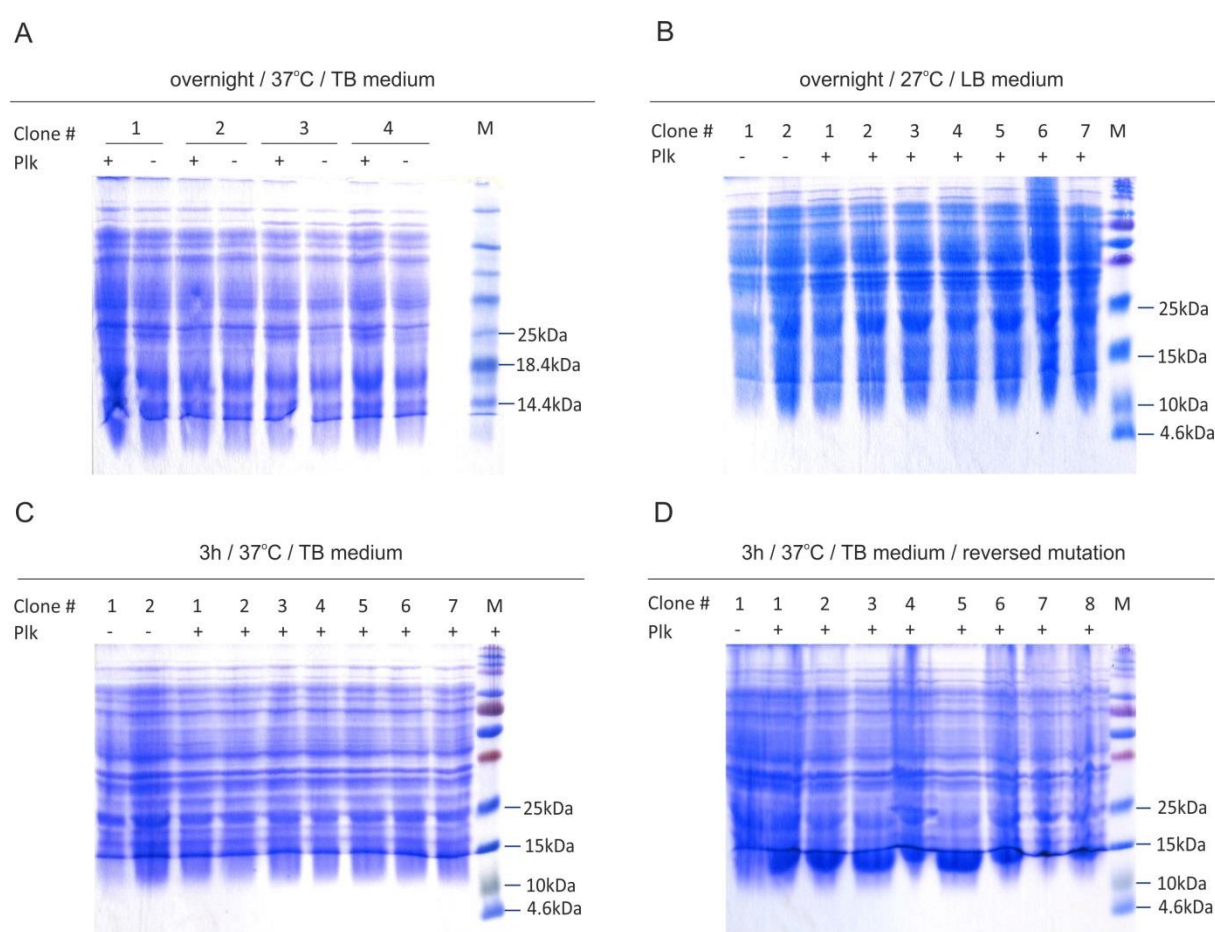 A
overnight / 37°C / TB medium
Clone # 1 2 3 4 M
Plk + - + - + - + -
25kDa
18.4kDa
14.4kDa
B
overnight / 27°C / LB medium
Clone # 1 2 1 2 3 4 5 6 7 M
Plk - - + + + + + + +
25kDa
15kDa
10kDa
4.6kDa
C
3h / 37°C / TB medium
Clone # 1 2 1 2 3 4 5 6 7 M
Plk - - + + + + + + + +
25kDa
15kDa
10kDa
4.6kDa
D
3h / 37°C / TB medium / reversed mutation
Clone # 1 1 2 3 4 5 6 7 8 M
Plk - + + + + + + + +
25kDa
15kDa
10kDa
4.6kDa